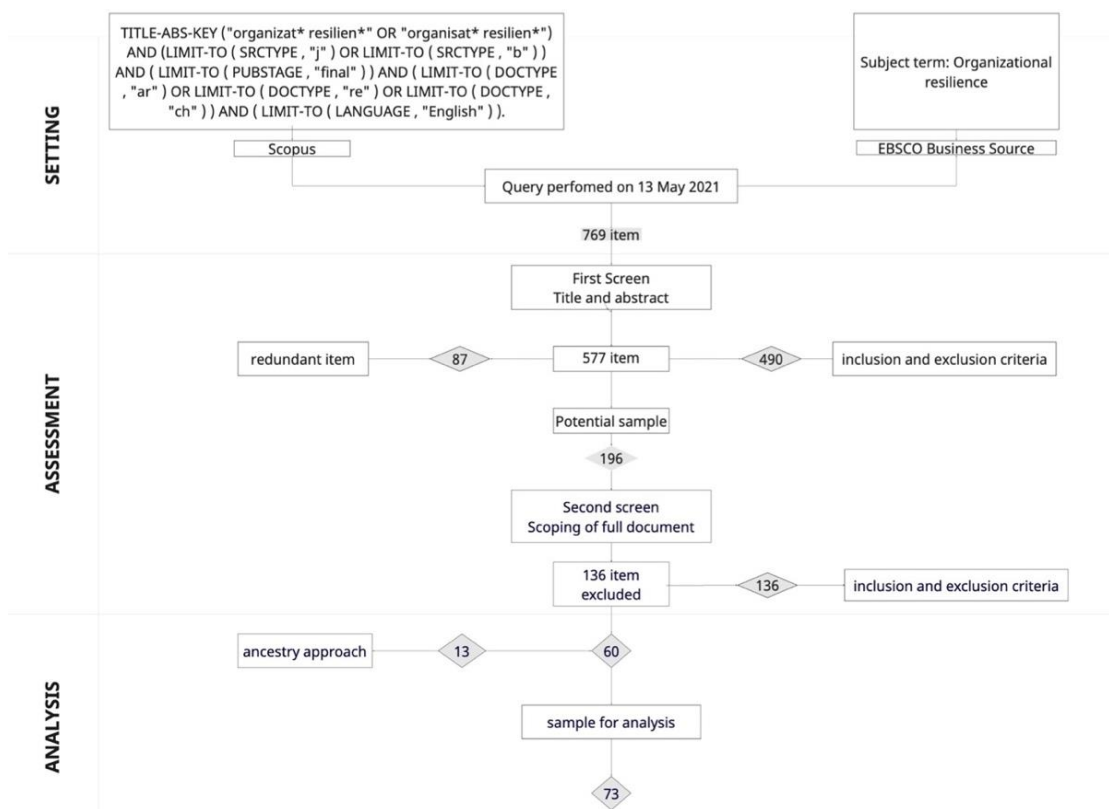 TITLE-ABS-KEY ("organizat* resilien*" OR "organisat* resilien*")
AND (LIMIT-TO ( SRCTYPE , "j" ) OR LIMIT-TO ( SRCTYPE , "b" ) )
AND ( LIMIT-TO ( PUBSTAGE , "final" ) ) AND ( LIMIT-TO ( DOCTYPE
, "ar" ) OR LIMIT-TO ( DOCTYPE , "re" ) OR LIMIT-TO ( DOCTYPE ,
"ch" ) ) AND ( LIMIT-TO ( LANGUAGE , "English" ) ).
Subject term: Organizational
resilience
SETTING
Scopus
EBSCO Business Source
Query perfomed on 13 May 2021
769 item
First Screen
Title and abstract
redundant item
87
577 item
490
inclusion and exclusion criteria
ASSESSMENT
Potential sample
196
Second screen
Scoping of full document
136 item
excluded
136
inclusion and exclusion criteria
ancestry approach
13
60
ANALYSIS
sample for analysis
73